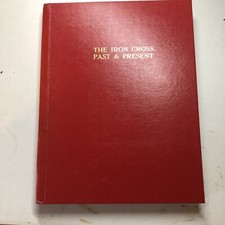 THE IRON CROSS
PAST & PRESENT